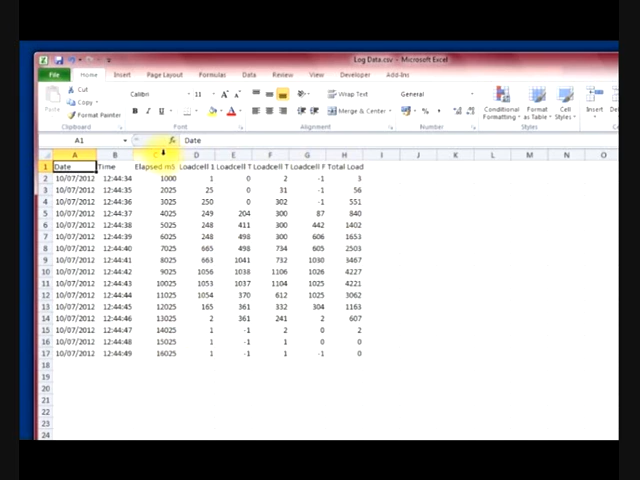 Log Data.csv - Microsoft Excel
File Home Insert Page Layout Formulas Data Review View Developer Add-Ins
Cut
Copy
Format Painter
Paste
Calibri 11
B I U
Wrap Text
Merge & Center
General
Conditional Formatting
Format as Table
Cell Styles
Insert
Clipboard Font Alignment Number Styles
A1 fx Date
A B C D E F G H I J K L M N O
1 Date Time Elapsed mS Loadcell 1 Loadcell T Loadcell T Loadcell F Total Load
2 10/07/2012 12:44:34 1000 1 0 2 -1 3
3 10/07/2012 12:44:35 2025 25 0 31 -1 56
4 10/07/2012 12:44:36 3025 250 0 302 -1 551
5 10/07/2012 12:44:37 4025 249 204 300 87 840
6 10/07/2012 12:44:38 5025 248 411 300 442 1402
7 10/07/2012 12:44:39 6025 248 498 300 606 1653
8 10/07/2012 12:44:40 7025 665 498 734 605 2503
9 10/07/2012 12:44:41 8025 663 1041 732 1030 3467
10 10/07/2012 12:44:42 9025 1056 1038 1106 1026 4227
11 10/07/2012 12:44:43 10025 1053 1037 1104 1025 4221
12 10/07/2012 12:44:44 11025 1054 370 612 1025 3062
13 10/07/2012 12:44:45 12025 165 361 332 304 1163
14 10/07/2012 12:44:46 13025 2 361 241 2 607
15 10/07/2012 12:44:47 14025 1 -1 2 0 2
16 10/07/2012 12:44:48 15025 1 -1 1 0 0
17 10/07/2012 12:44:49 16025 1 -1 1 -1 0
18
19
20
21
22
23
24